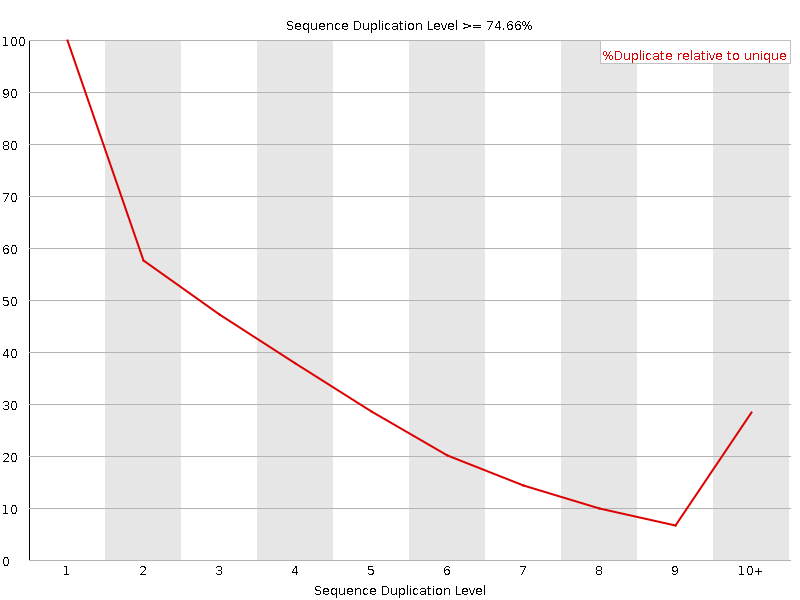 Sequence Duplication Level >= 74.66%
%Duplicate relative to unique
100
90
80
70
60
50
40
30
20
10
0
1 2 3 4 5 6 7 8 9 10+
Sequence Duplication Level